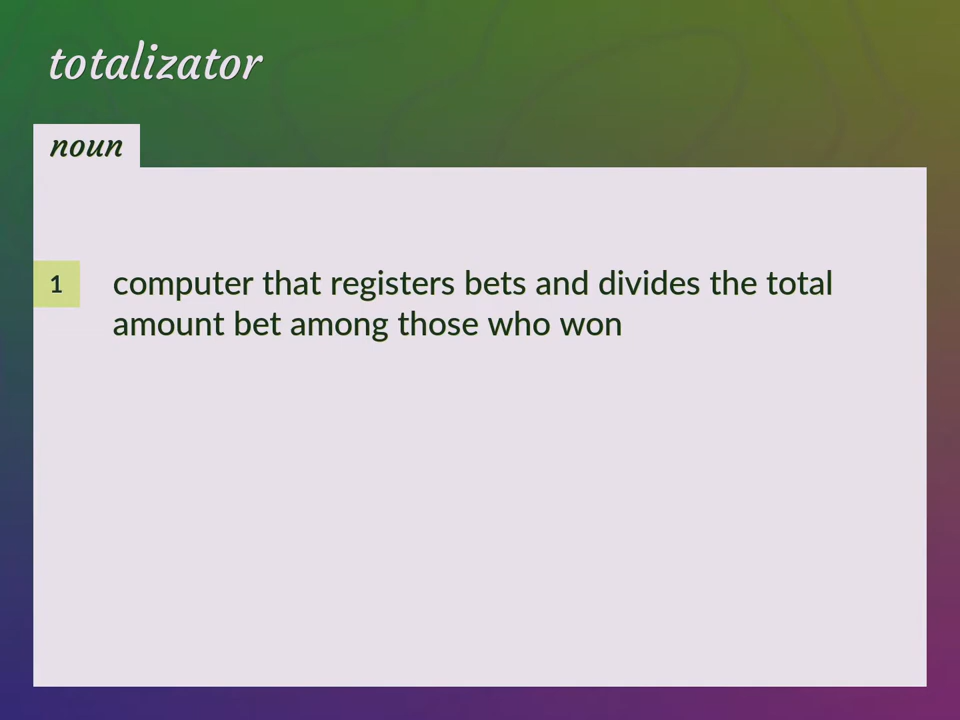 totalizator
noun
1
computer that registers bets and divides the total
amount bet among those who won